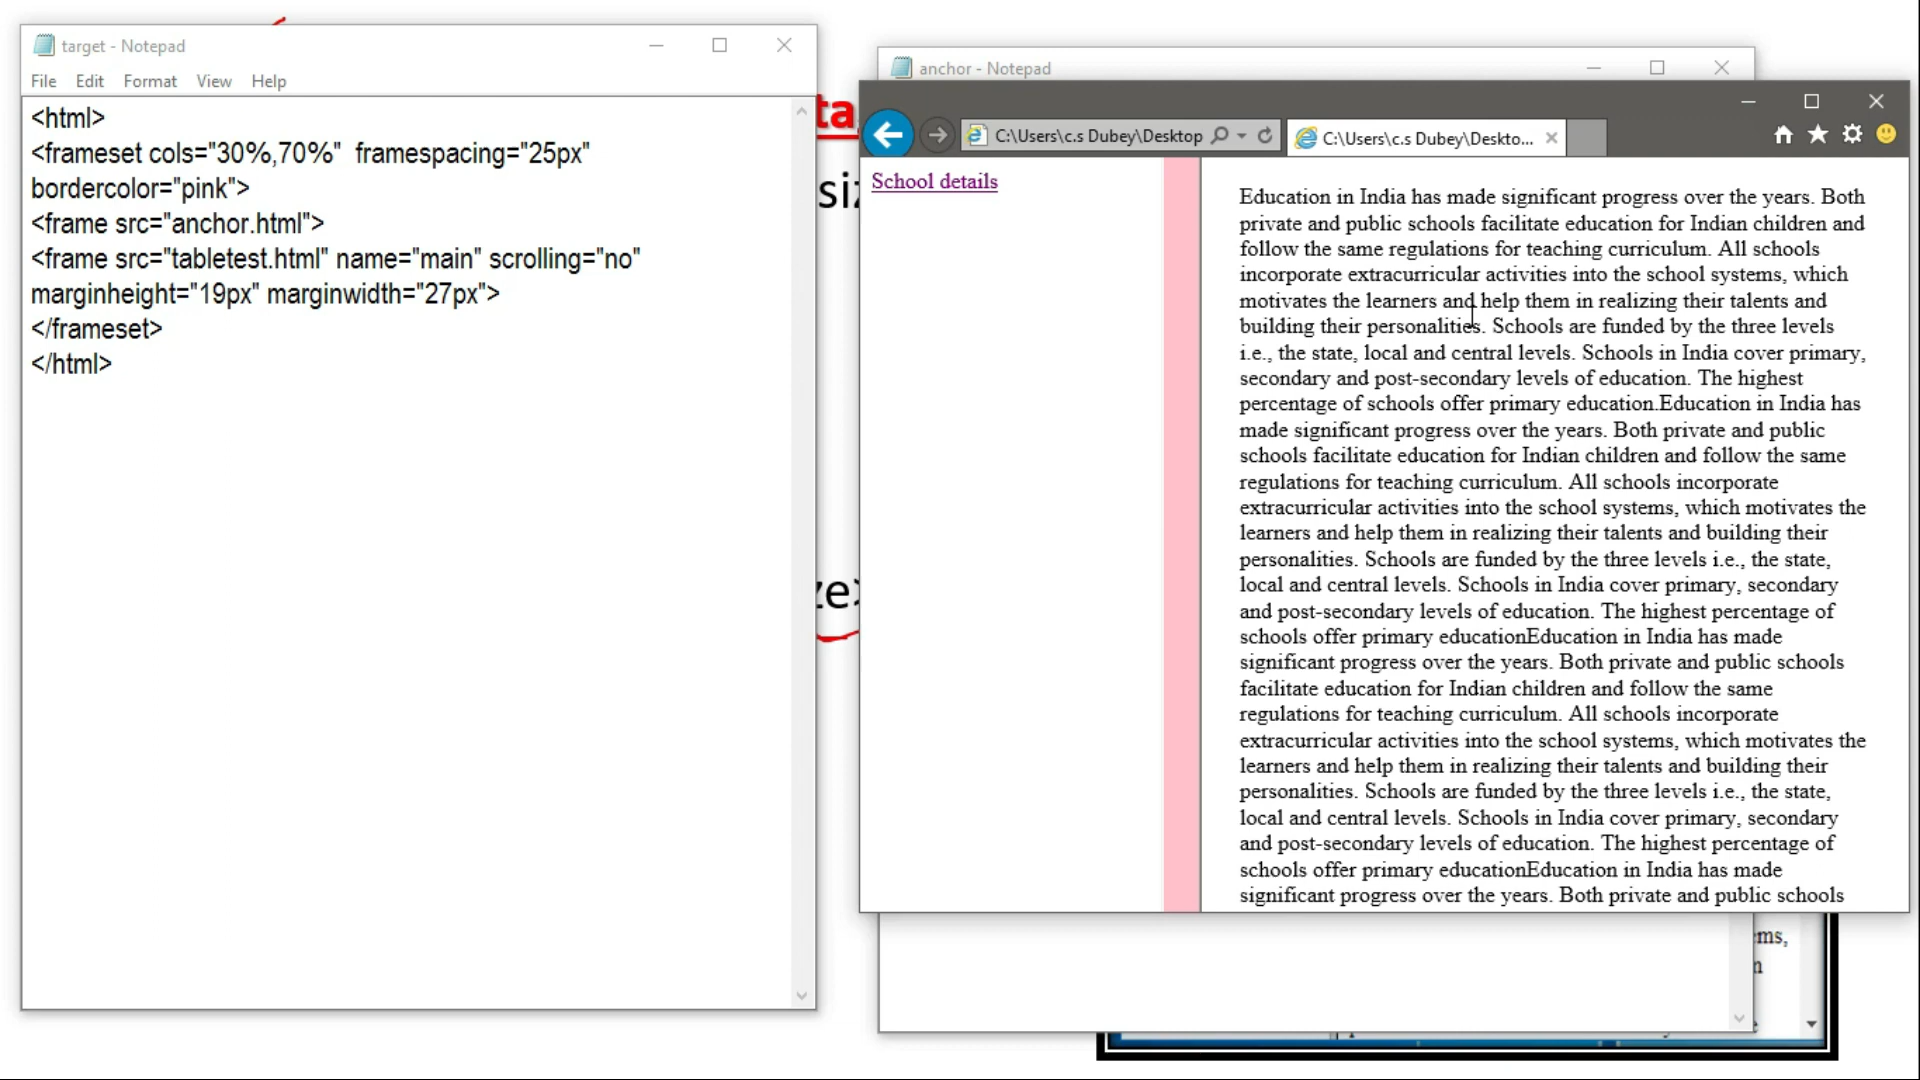 target - Notepad
File Edit Format View Help
<html>
<frameset cols="30%,70%"  framespacing="25px"
bordercolor="pink">
<frame src="anchor.html">
<frame src="tabletest.html" name="main" scrolling="no"
marginheight="19px" marginwidth="27px">
</frameset>
</html>
ta
siz
ze>
anchor - Notepad
C:\Users\c.s Dubey\Desktop
C:\Users\c.s Dubey\Deskto...
School details
Education in India has made significant progress over the years. Both
private and public schools facilitate education for Indian children and
follow the same regulations for teaching curriculum. All schools
incorporate extracurricular activities into the school systems, which
motivates the learners and help them in realizing their talents and
building their personalities. Schools are funded by the three levels
i.e., the state, local and central levels. Schools in India cover primary,
secondary and post-secondary levels of education. The highest
percentage of schools offer primary education.Education in India has
made significant progress over the years. Both private and public
schools facilitate education for Indian children and follow the same
regulations for teaching curriculum. All schools incorporate
extracurricular activities into the school systems, which motivates the
learners and help them in realizing their talents and building their
personalities. Schools are funded by the three levels i.e., the state,
local and central levels. Schools in India cover primary, secondary
and post-secondary levels of education. The highest percentage of
schools offer primary educationEducation in India has made
significant progress over the years. Both private and public schools
facilitate education for Indian children and follow the same
regulations for teaching curriculum. All schools incorporate
extracurricular activities into the school systems, which motivates the
learners and help them in realizing their talents and building their
personalities. Schools are funded by the three levels i.e., the state,
local and central levels. Schools in India cover primary, secondary
and post-secondary levels of education. The highest percentage of
schools offer primary educationEducation in India has made
significant progress over the years. Both private and public schools
ms,